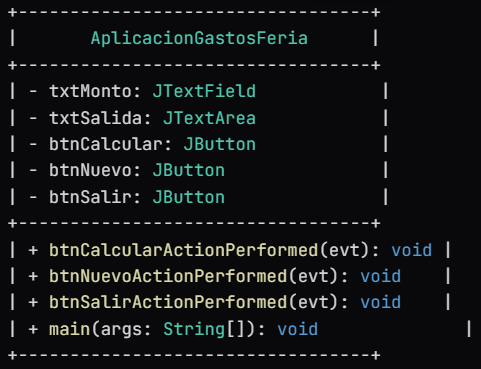 +---------------------------------+
|       AplicacionGastosFeria      |
+---------------------------------+
| - txtMonto: JTextField            |
| - txtSalida: JTextArea            |
| - btnCalcular: JButton            |
| - btnNuevo: JButton               |
| - btnSalir: JButton               |
+---------------------------------+
| + btnCalcularActionPerformed(evt): void |
| + btnNuevoActionPerformed(evt): void    |
| + btnSalirActionPerformed(evt): void    |
| + main(args: String[]): void              |
+---------------------------------+